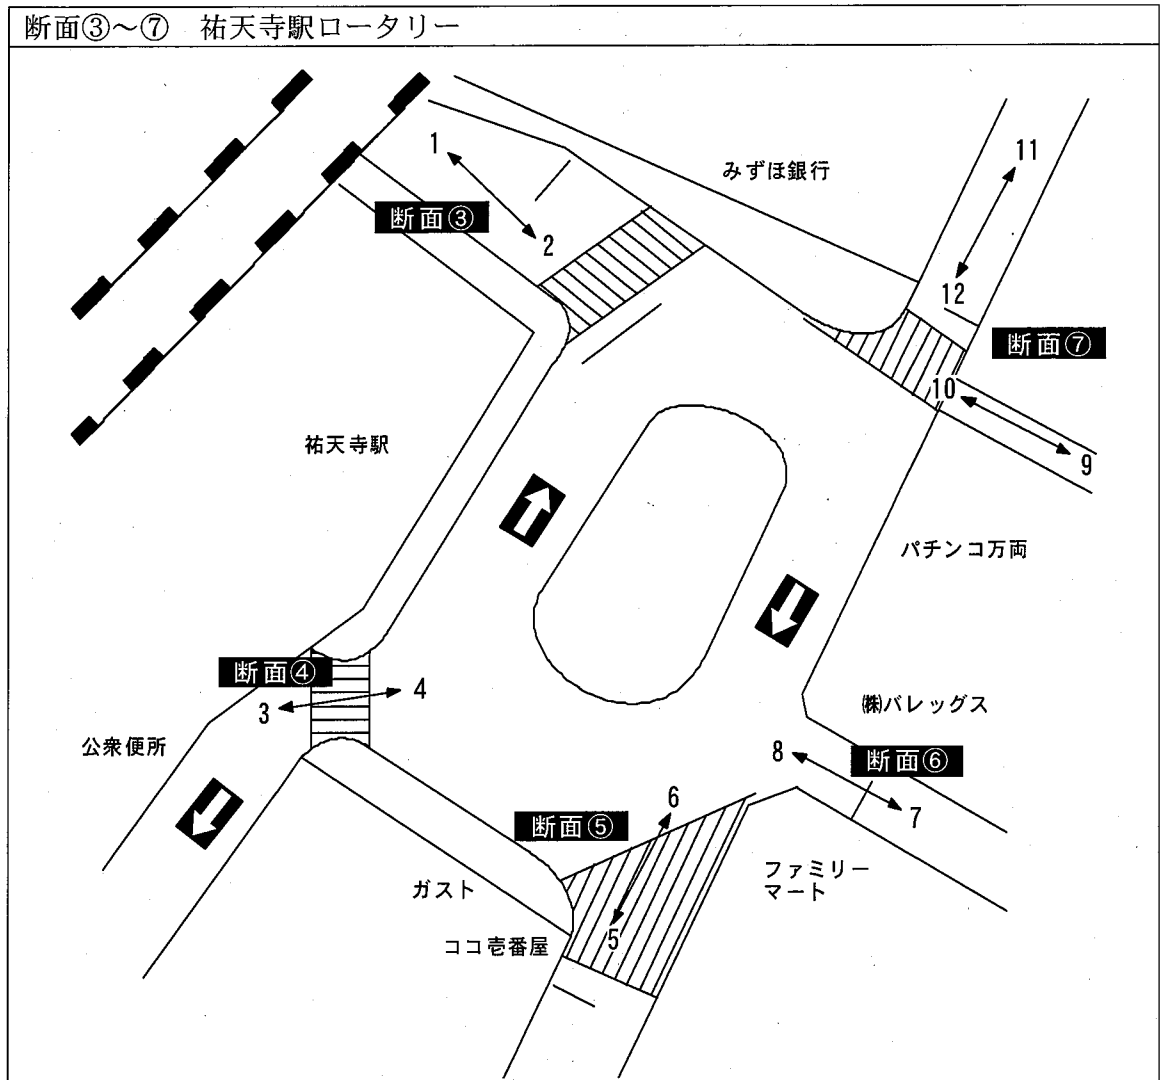 断面③～⑦　祐天寺駅ロータリー
1
みずほ銀行
11
断面③
2
12
断面⑦
10
祐天寺駅
9
パチンコ万両
断面④
4
3
㈱バレッグス
公衆便所
8
断面⑥
6
7
断面⑤
ファミリー
マート
ガスト
5
ココ壱番屋